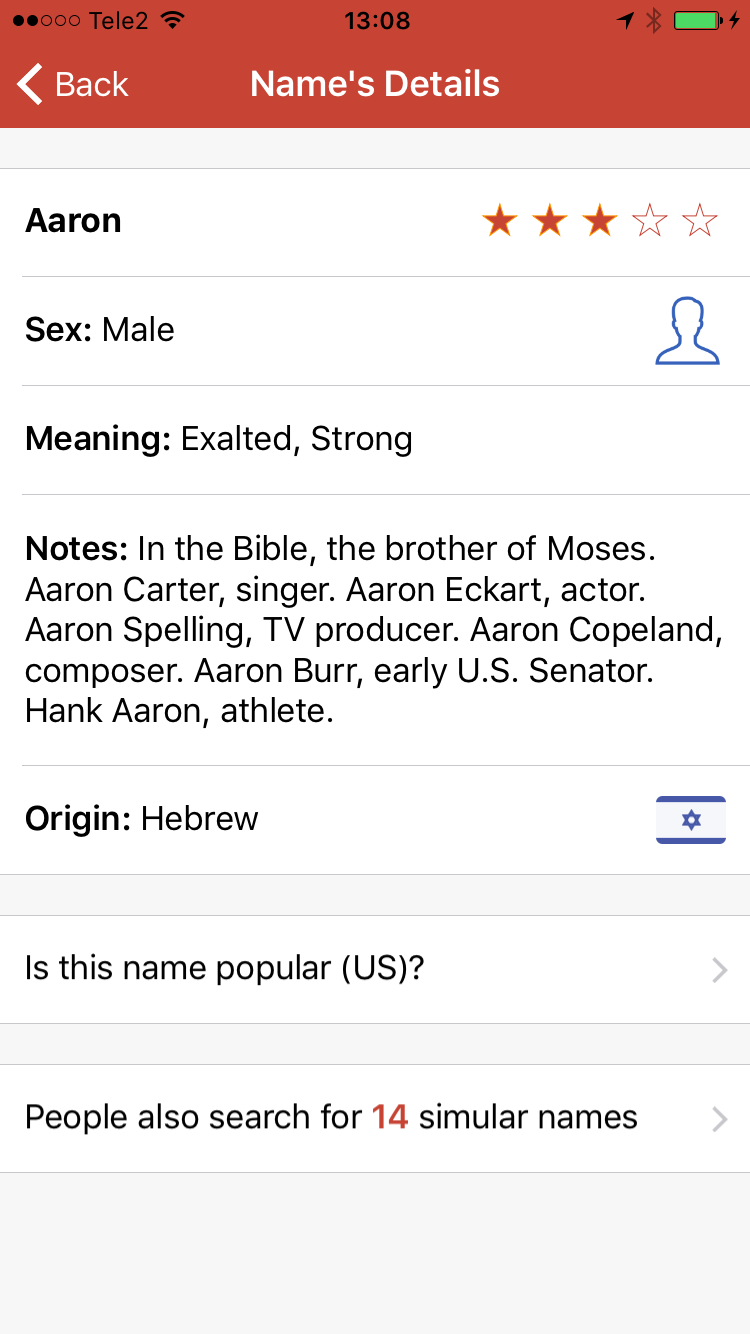 Tele2 13:08
Back Name's Details
Aaron
Sex: Male
Meaning: Exalted, Strong
Notes: In the Bible, the brother of Moses.
Aaron Carter, singer. Aaron Eckart, actor.
Aaron Spelling, TV producer. Aaron Copeland,
composer. Aaron Burr, early U.S. Senator.
Hank Aaron, athlete.
Origin: Hebrew
Is this name popular (US)?
People also search for 14 simular names